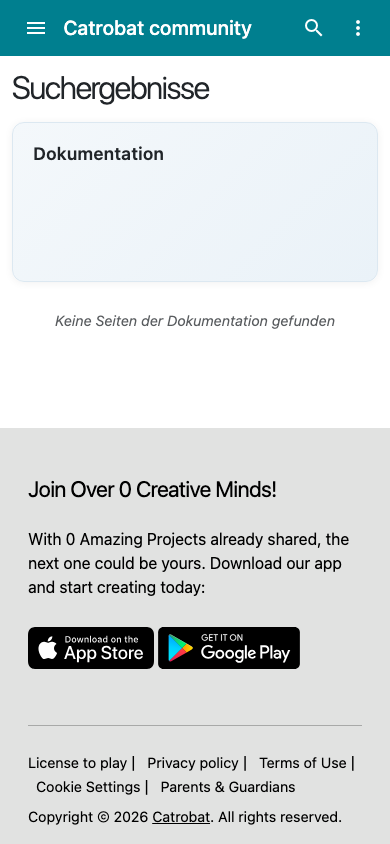 Catrobat community
Suchergebnisse
Dokumentation
Keine Seiten der Dokumentation gefunden
Join Over 0 Creative Minds!
With 0 Amazing Projects already shared, the
next one could be yours. Download our app
and start creating today:
Download on the
App Store
GET IT ON
Google Play
License to play | Privacy policy | Terms of Use |
Cookie Settings | Parents & Guardians
Copyright © 2026 Catrobat. All rights reserved.